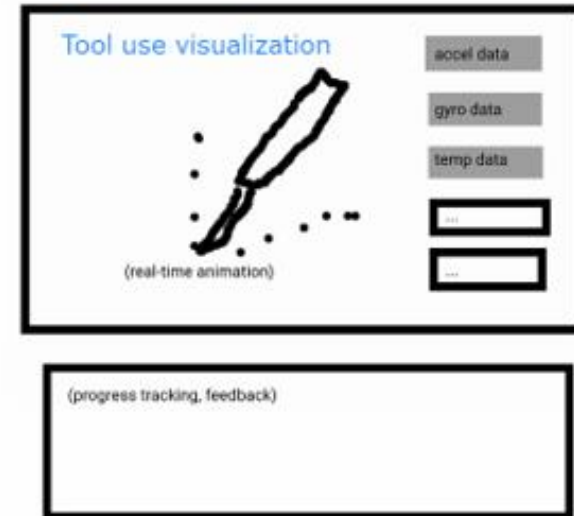 Tool use visualization
accel data
gyro data
temp data
...
...
(real-time animation)
(progress tracking, feedback)